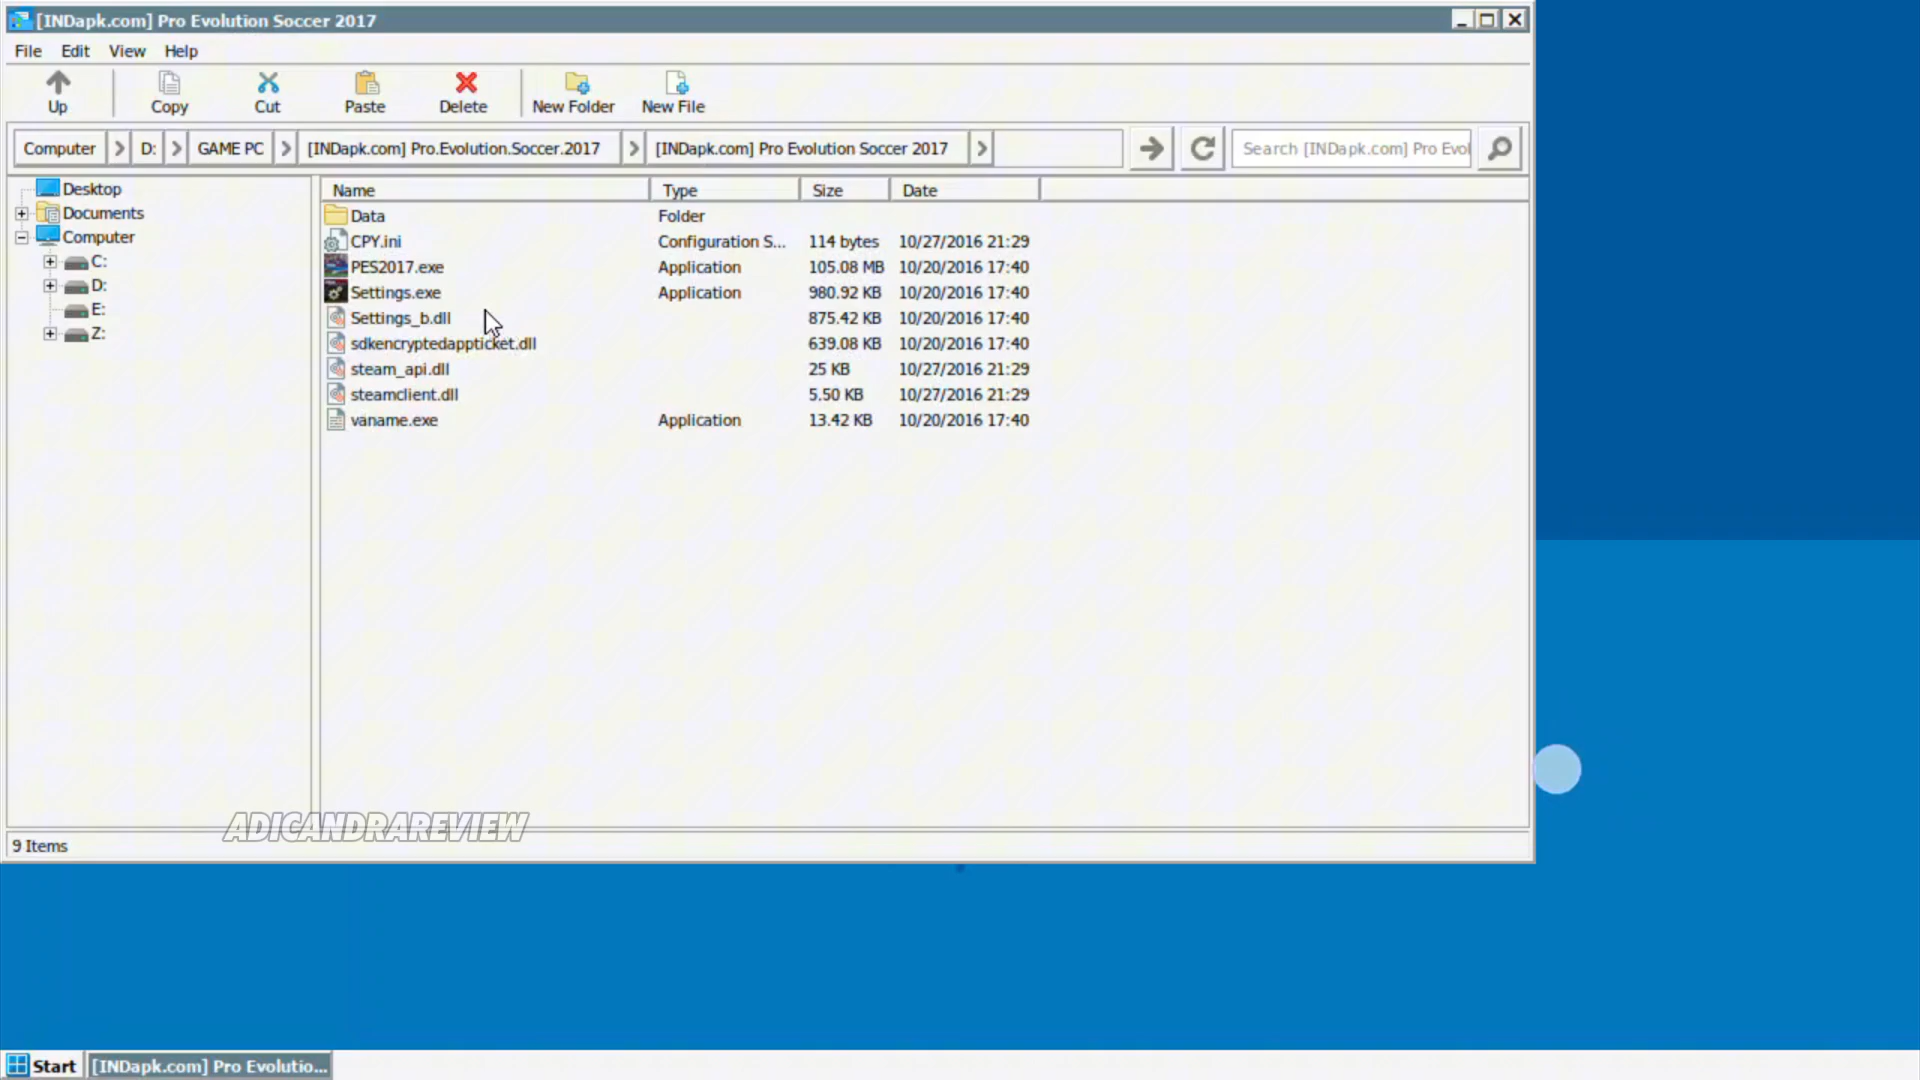 [INDapk.com] Pro Evolution Soccer 2017
File Edit View Help
Up Copy Cut Paste Delete New Folder New File
Computer D: GAME PC [INDapk.com] Pro.Evolution.Soccer.2017 [INDapk.com] Pro Evolution Soccer 2017 Search [INDapk.com] Pro Evol
Desktop
Documents
Computer
C:
D:
E:
Z:
Name Type Size Date
Data Folder
CPY.ini Configuration S... 114 bytes 10/27/2016 21:29
PES2017.exe Application 105.08 MB 10/20/2016 17:40
Settings.exe Application 980.92 KB 10/20/2016 17:40
Settings_b.dll 875.42 KB 10/20/2016 17:40
sdkencryptedappticket.dll 639.08 KB 10/20/2016 17:40
steam_api.dll 25 KB 10/27/2016 21:29
steamclient.dll 5.50 KB 10/27/2016 21:29
vaname.exe Application 13.42 KB 10/20/2016 17:40
ADICANDRAREVIEW
9 Items
Start [INDapk.com] Pro Evolutio...